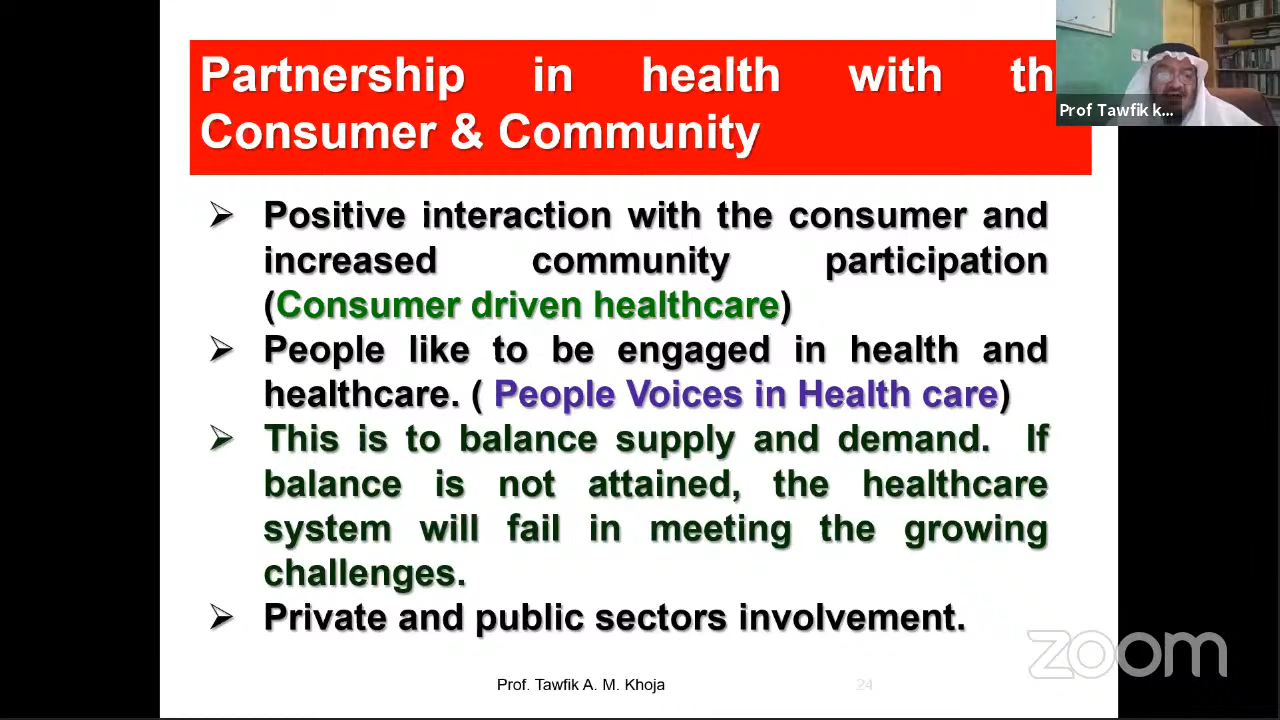 Partnership in health with th
Consumer & Community
Prof Tawfik k...
Positive interaction with the consumer and
increased community participation
(Consumer driven healthcare)
People like to be engaged in health and
healthcare. ( People Voices in Health care)
This is to balance supply and demand. If
balance is not attained, the healthcare
system will fail in meeting the growing
challenges.
Private and public sectors involvement.
zoom
Prof. Tawfik A. M. Khoja
24